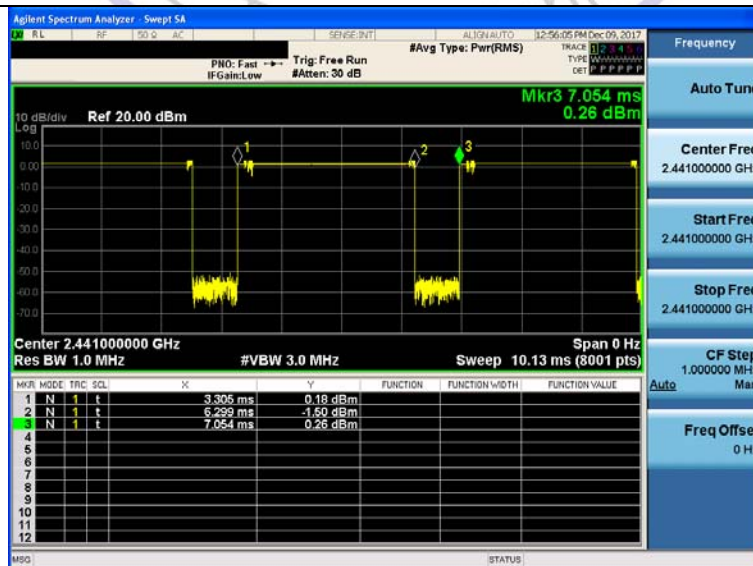 Agilent Spectrum Analyzer - Swept SA
RL RF 50 Ω AC SENSE:INT ALIGN AUTO 12:56:05 PM Dec 09, 2017
#Avg Type: Pwr(RMS) TRACE 1 2 3 4 5 6
PNO: Fast Trig: Free Run TYPE
IFGain:Low #Atten: 30 dB DET P P P P P P
Mkr3 7.054 ms
10 dB/div Ref 20.00 dBm 0.26 dBm
Log
10.0
0.00
-10.0
-20.0
-30.0
-40.0
-50.0
-60.0
-70.0
1
2
3
Center 2.441000000 GHz Span 0 Hz
Res BW 1.0 MHz #VBW 3.0 MHz Sweep 10.13 ms (8001 pts)
MKR MODE TRC SCL X Y FUNCTION FUNCTION WIDTH FUNCTION VALUE
1 N 1 t 3.305 ms 0.18 dBm
2 N 1 t 6.299 ms -1.50 dBm
3 N 1 t 7.054 ms 0.26 dBm
4
5
6
7
8
9
10
11
12
MSG STATUS
Frequency
Auto Tun
Center Fre
2.441000000 GH
Start Fre
2.441000000 GH
Stop Fre
2.441000000 GH
CF Step
1.000000 MH
Auto Ma
Freq Offse
0 H